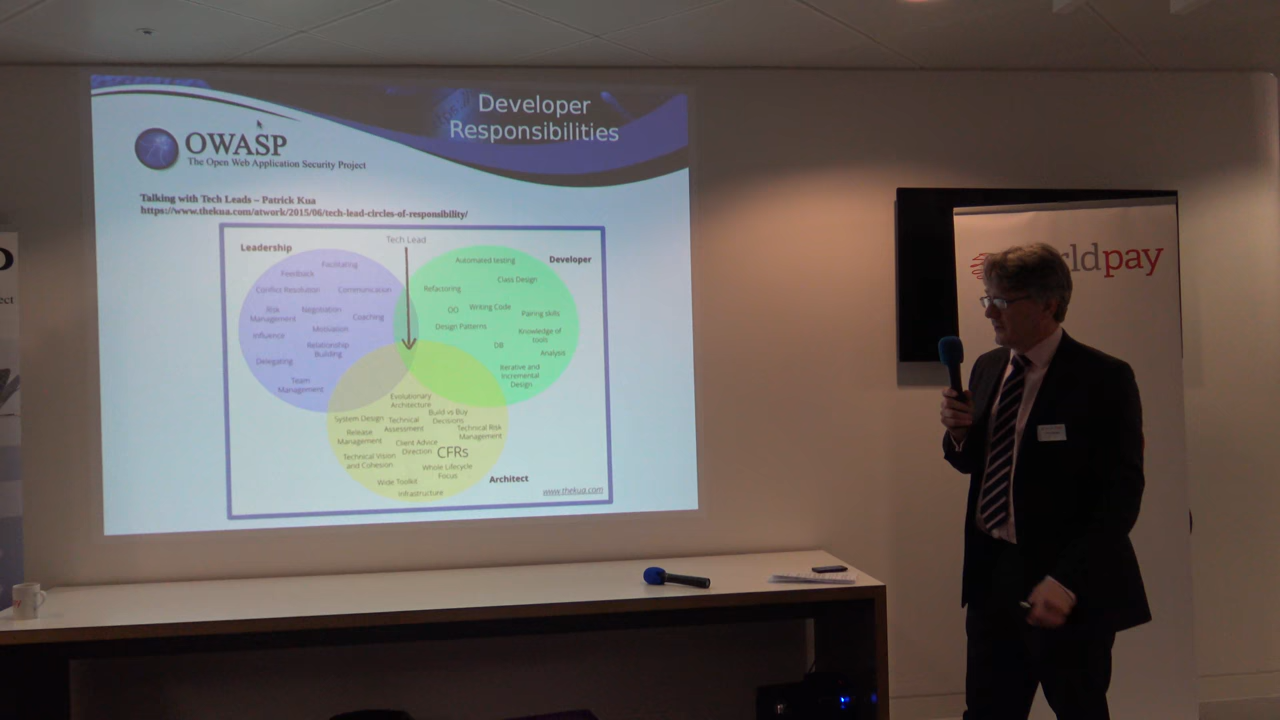 Developer
Responsibilities
OWASP
The Open Web Application Security Project
Talking with Tech Leads – Patrick Kua
https://www.thekua.com/atwork/2015/06/tech-lead-circles-of-responsibility/
Tech Lead
Leadership
Facilitating
Feedback
Conflict Resolution
Communication
Risk
Management
Negotiation
Coaching
Motivation
Influence
Relationship
Building
Delegating
Team
Management
Developer
Automated testing
Class Design
Refactoring
OO
Writing Code
Pairing skills
Design Patterns
Knowledge of
tools
DB
Analysis
Iterative and
Incremental
Design
Evolutionary
Architecture
System Design
Technical
Assessment
Build vs Buy
Decisions
Release
Management
Technical Risk
Management
Client Advice
Direction
CFRs
Technical Vision
and Cohesion
Whole Lifecycle
Focus
Wide Toolkit
Infrastructure
Architect
www.thekua.com
ldpay
ect